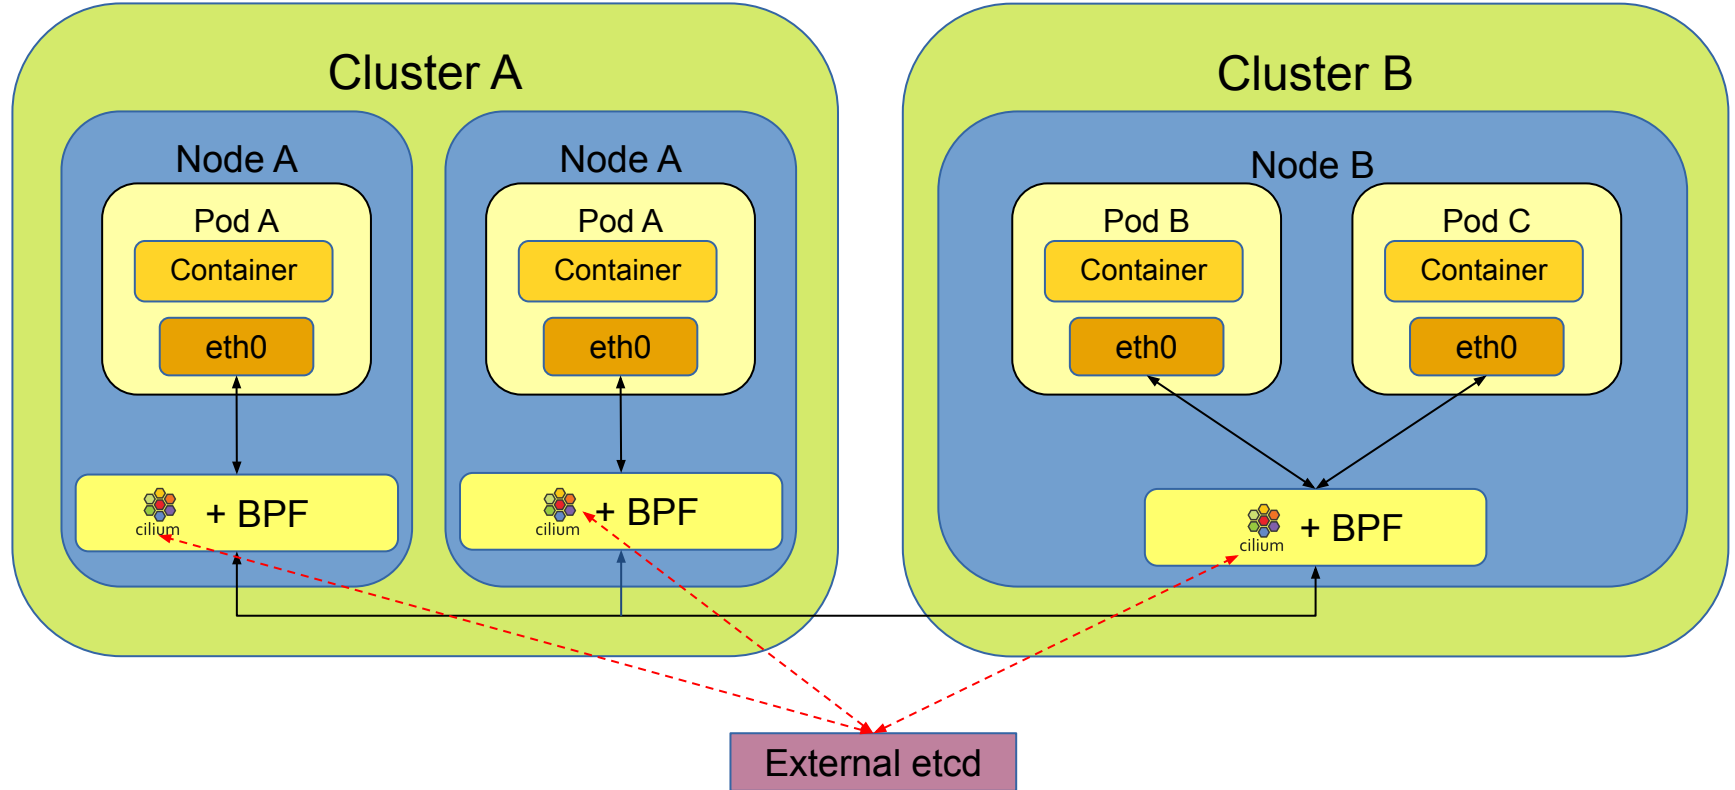 Cluster A
Node A
Pod A
Container
eth0
cilium
+ BPF
Node A
Pod A
Container
eth0
cilium
+ BPF
Cluster B
Node B
Pod B
Container
eth0
Pod C
Container
eth0
cilium
+ BPF
External etcd